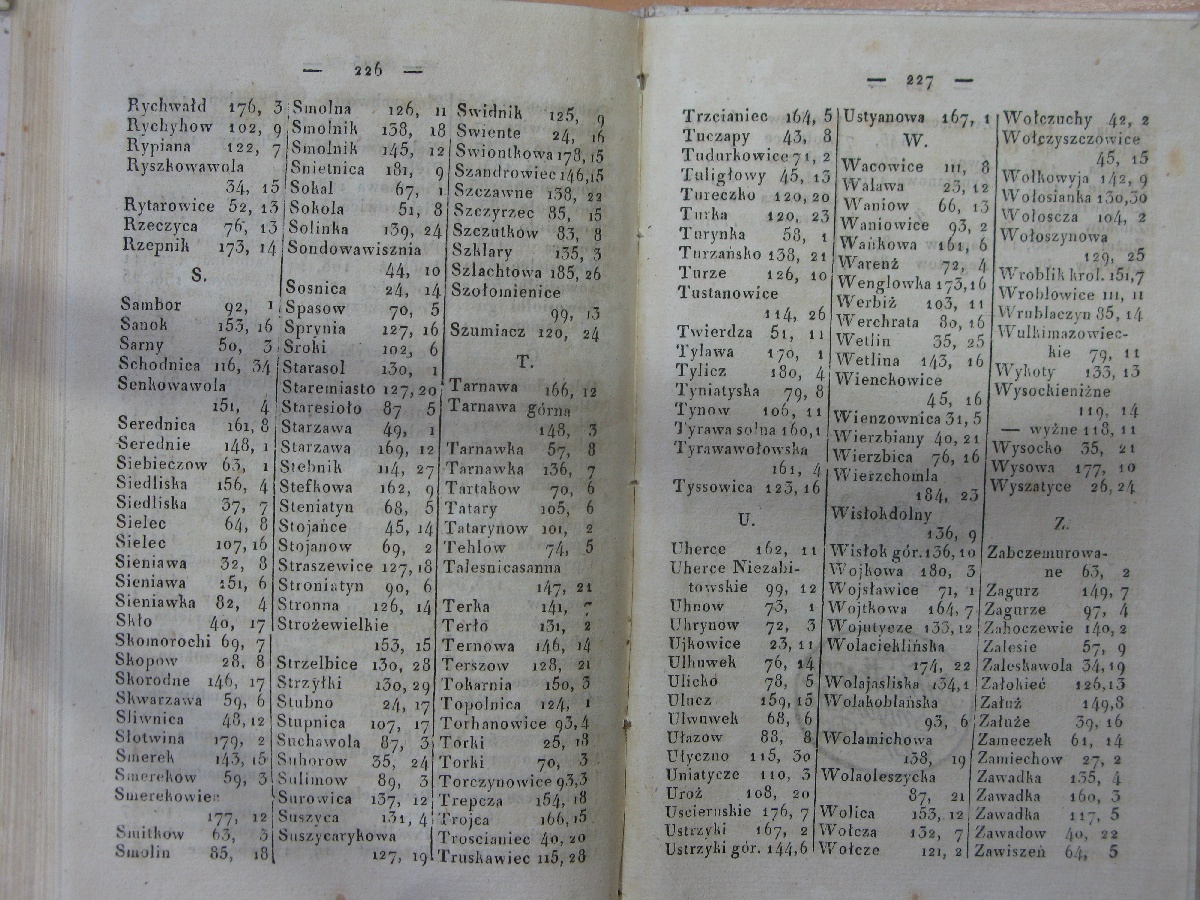 — 226 —
Rychwałd 176, 3
Rychyhow 102, 9
Rypiana 122, 7
Ryszkowawola
34, 15
Rytarowice 52, 13
Rzeczyca 76, 13
Rzepnik 173, 14
S.
Sambor 92, 1
Sanok 153, 16
Sarny 50, 3
Schodnica 116, 34
Senkowawola
151, 4
Serednica 161, 8
Serednie 148, 1
Siebieczow 63, 1
Siedliska 156, 4
Siedliska 37, 7
Sielec 64, 8
Sielec 107, 16
Sieniawa 32, 8
Sieniawa 151, 6
Sieniawka 82, 4
Skło 40, 17
Skomorochi 69, 7
Skopow 28, 8
Skorodne 146, 17
Skwarzawa 59, 6
Sliwnica 48, 12
Słotwina 179, 2
Smerek 143, 15
Smerekow 59, 3
Smerekowiec
177, 12
Smitkow 63, 3
Smolin 85, 18
Smolna 126, 11
Smolnik 138, 18
Smolnik 145, 12
Snietnica 181, 9
Sokal 67, 1
Sokola 51, 8
Solinka 139, 24
Sondowawisznia
44, 10
Sosnica 24, 14
Spasow 70, 5
Sprynia 127, 16
Sroki 102, 6
Starasol 130, 1
Staremiasto 127, 20
Staresioło 87 5
Starzawa 49, 1
Starzawa 169, 12
Stebnik 114, 27
Stefkowa 162, 9
Steniatyn 68, 5
Stojańce 45, 14
Stojanow 69, 2
Straszewice 127, 18
Stroniatyn 90, 6
Stronna 126, 14
Strożewielkie
153, 15
Strzelbice 130, 28
Strzyłki 130, 29
Stubno 24, 17
Stupnica 107, 17
Suchawola 87, 3
Suhorow 35, 24
Sulimow 89, 3
Surowica 137, 12
Suszyca 131, 4
Suszycarykowa
127, 19
Swidnik 125, 9
Swiente 24, 16
Swiontkowa 178, 15
Szandrowiec 146, 15
Szczawne 138, 22
Szczyrzec 85, 15
Szczutków 83, 8
Szklary 135, 3
Szlachtowa 185, 26
Szołomienice
99, 13
Szumiacz 120, 24
T.
Tarnawa 166, 12
Tarnawa górna
148, 3
Tarnawka 57, 8
Tarnawka 136, 7
Tartakow 70, 6
Tatary 105, 6
Tatarynow 101, 2
Tehlow 74, 5
Talesnicasanna
147, 21
Terka 141, 7
Terło 131, 2
Ternowa 146, 14
Terszow 128, 21
Tokarnia 150, 3
Topolnica 124, 1
Torhanowice 93, 4
Torki 25, 18
Torki 70, 3
Torczynowice 93, 3
Trepcza 154, 18
Trojca 166, 15
Troscianiec 40, 20
Truskawiec 115, 28
— 227 —
Trzcianiec 164, 5
Tuczapy 43, 8
Tudurkowice 71, 2
Tuligłowy 45, 13
Tureczko 120, 20
Turka 120, 23
Turynka 58, 1
Turzańsko 138, 21
Turze 126, 10
Tustanowice
114, 26
Twierdza 51, 11
Tyława 170, 1
Tylicz 180, 4
Tyniatyska 79, 8
Tynow 106, 11
Tyrawa solna 160, 1
Tyrawawołowska
161, 4
Tyssowica 123, 16
U.
Uherce 162, 11
Uherce Niezabi-
towskie 99, 12
Uhnow 73, 1
Uhrynow 72, 3
Ujkowice 23, 11
Ulhuwek 76, 14
Ulicko 78, 5
Ulucz 159, 15
Ulwuwek 68, 6
Ułazow 88, 8
Ułyczno 115, 30
Uniatycze 110, 3
Uroż 108, 20
Uscieruskie 176, 7
Ustrzyki 167, 2
Ustrzyki gór. 144, 6
Ustyanowa 167, 1
W.
Wacowice 111, 8
Walawa 23, 12
Waniow 66, 13
Waniowice 93, 2
Wańkowa 161, 6
Warenż 72, 4
Wenglowka 173, 16
Werbiż 103, 11
Werchrata 80, 16
Wetlin 35, 25
Wetlina 143, 16
Wienckowice
45, 16
Wienzownica 31, 5
Wierzbiany 40, 21
Wierzbica 76, 16
Wierzchomla
184, 23
Wisłokdolny
136, 9
Wisłok gór. 136, 10
Wojkowa 180, 3
Wojsławice 71, 1
Wojtkowa 164, 7
Wojutycze 133, 12
Wolacieklińska
174, 22
Wolajasliska 134, 1
Wolakoblańska
93, 6
Wolamichowa
138, 19
Wolaoleszycka
87, 21
Wolica 153, 12
Wołcza 132, 7
Wołcze 121, 2
Wołczuchy 42, 2
Wołczyszczowice
45, 15
Wolkowyja 142, 9
Wołosianka 130, 30
Wołoscza 104, 2
Wołoszynowa
129, 25
Wroblik krol. 151, 7
Wroblowice 111, 11
Wrublaczyn 85, 14
Wulkimazowiec-
kie 79, 11
Wykoty 133, 13
Wysockieniżne
119, 14
— wyżne 118, 11
Wysocko 35, 21
Wysowa 177, 10
Wyszatyce 26, 24
Z.
Zabczemurowa-
ne 63, 2
Zagurz 149, 7
Zagurze 97, 4
Zahoczewie 140, 2
Zalesie 57, 9
Zaleskawola 34, 19
Załokieć 126, 13
Załuż 149, 8
Załuże 39, 16
Zameczek 61, 14
Zamiechow 27, 2
Zawadka 135, 4
Zawadka 160, 3
Zawadka 117, 5
Zawadow 40, 22
Zawiszeń 64, 5